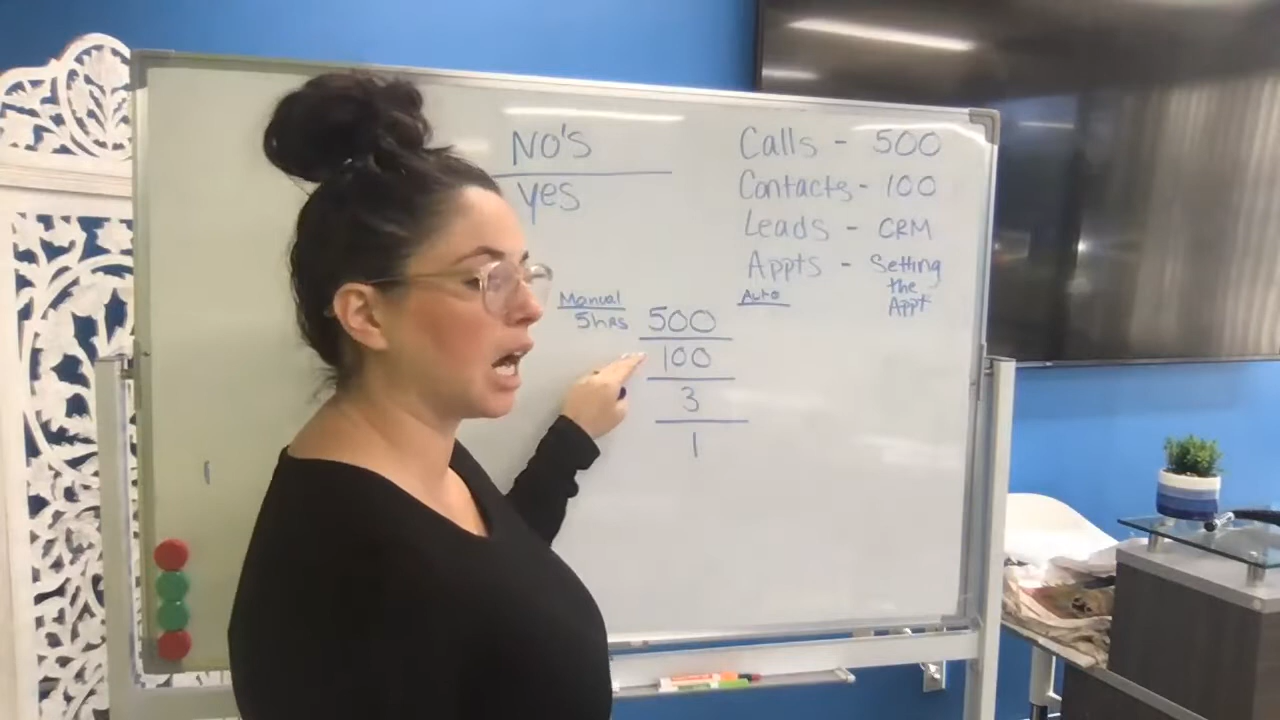 NO'S
Yes
Calls - 500
Contacts - 100
Leads - CRM
Appts - Setting
the
Appt
Manual
5hrs
Auto
500
100
3
1